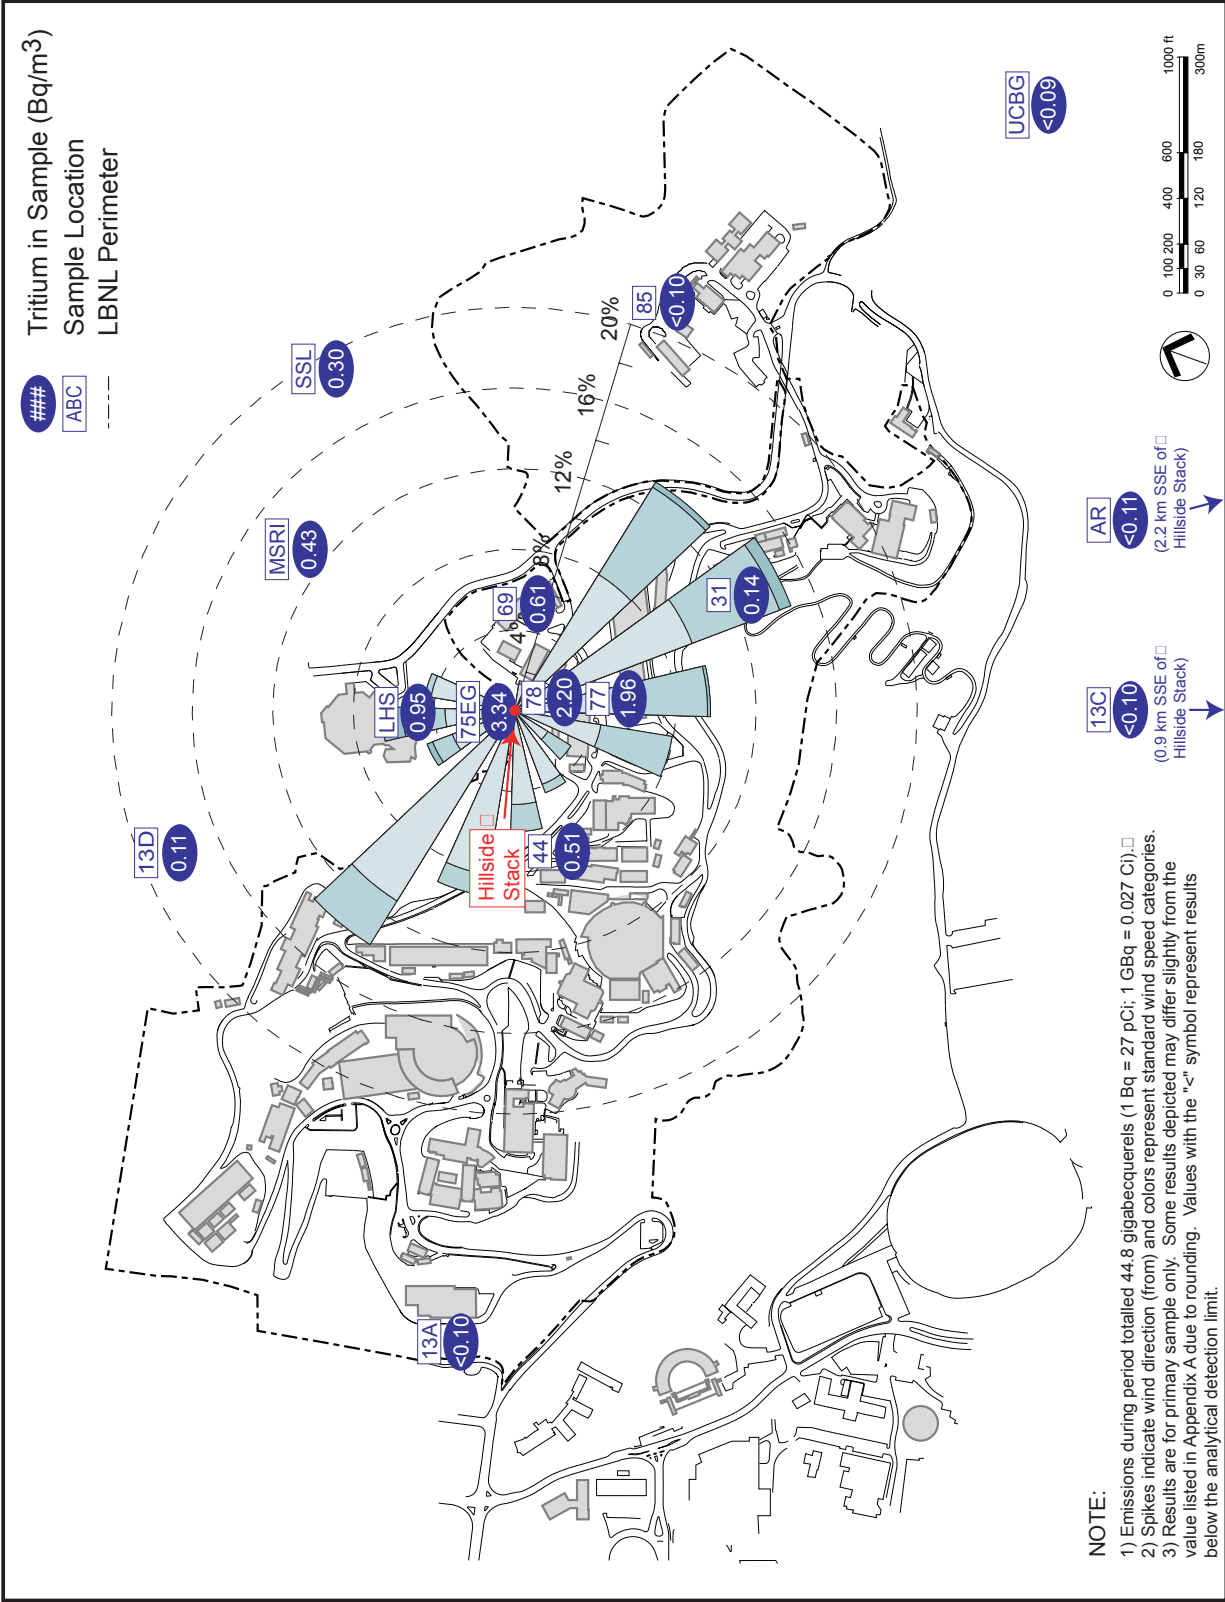 ###
Tritium in Sample (Bq/m³)
ABC
Sample Location
LBNL Perimeter
SSL
0.30
MSRI
0.43
13D
0.11
LHS
0.95
75EG
3.34
69
0.61
78
2.20
77
1.96
31
0.14
44
0.51
85
<0.10
13A
<0.10
UCBG
<0.09
Hillside
Stack
4%
8%
12%
16%
20%
13C
<0.10
(0.9 km SSE of
Hillside Stack)
AR
<0.11
(2.2 km SSE of
Hillside Stack)
0 100 200 400 600 1000 ft
0 30 60 120 180 300m
NOTE:
1) Emissions during period totalled 44.8 gigabecquerels (1 Bq = 27 pCi; 1 GBq = 0.027 Ci).
2) Spikes indicate wind direction (from) and colors represent standard wind speed categories.
3) Results are for primary sample only. Some results depicted may differ slightly from the
value listed in Appendix A due to rounding. Values with the "<" symbol represent results
below the analytical detection limit.